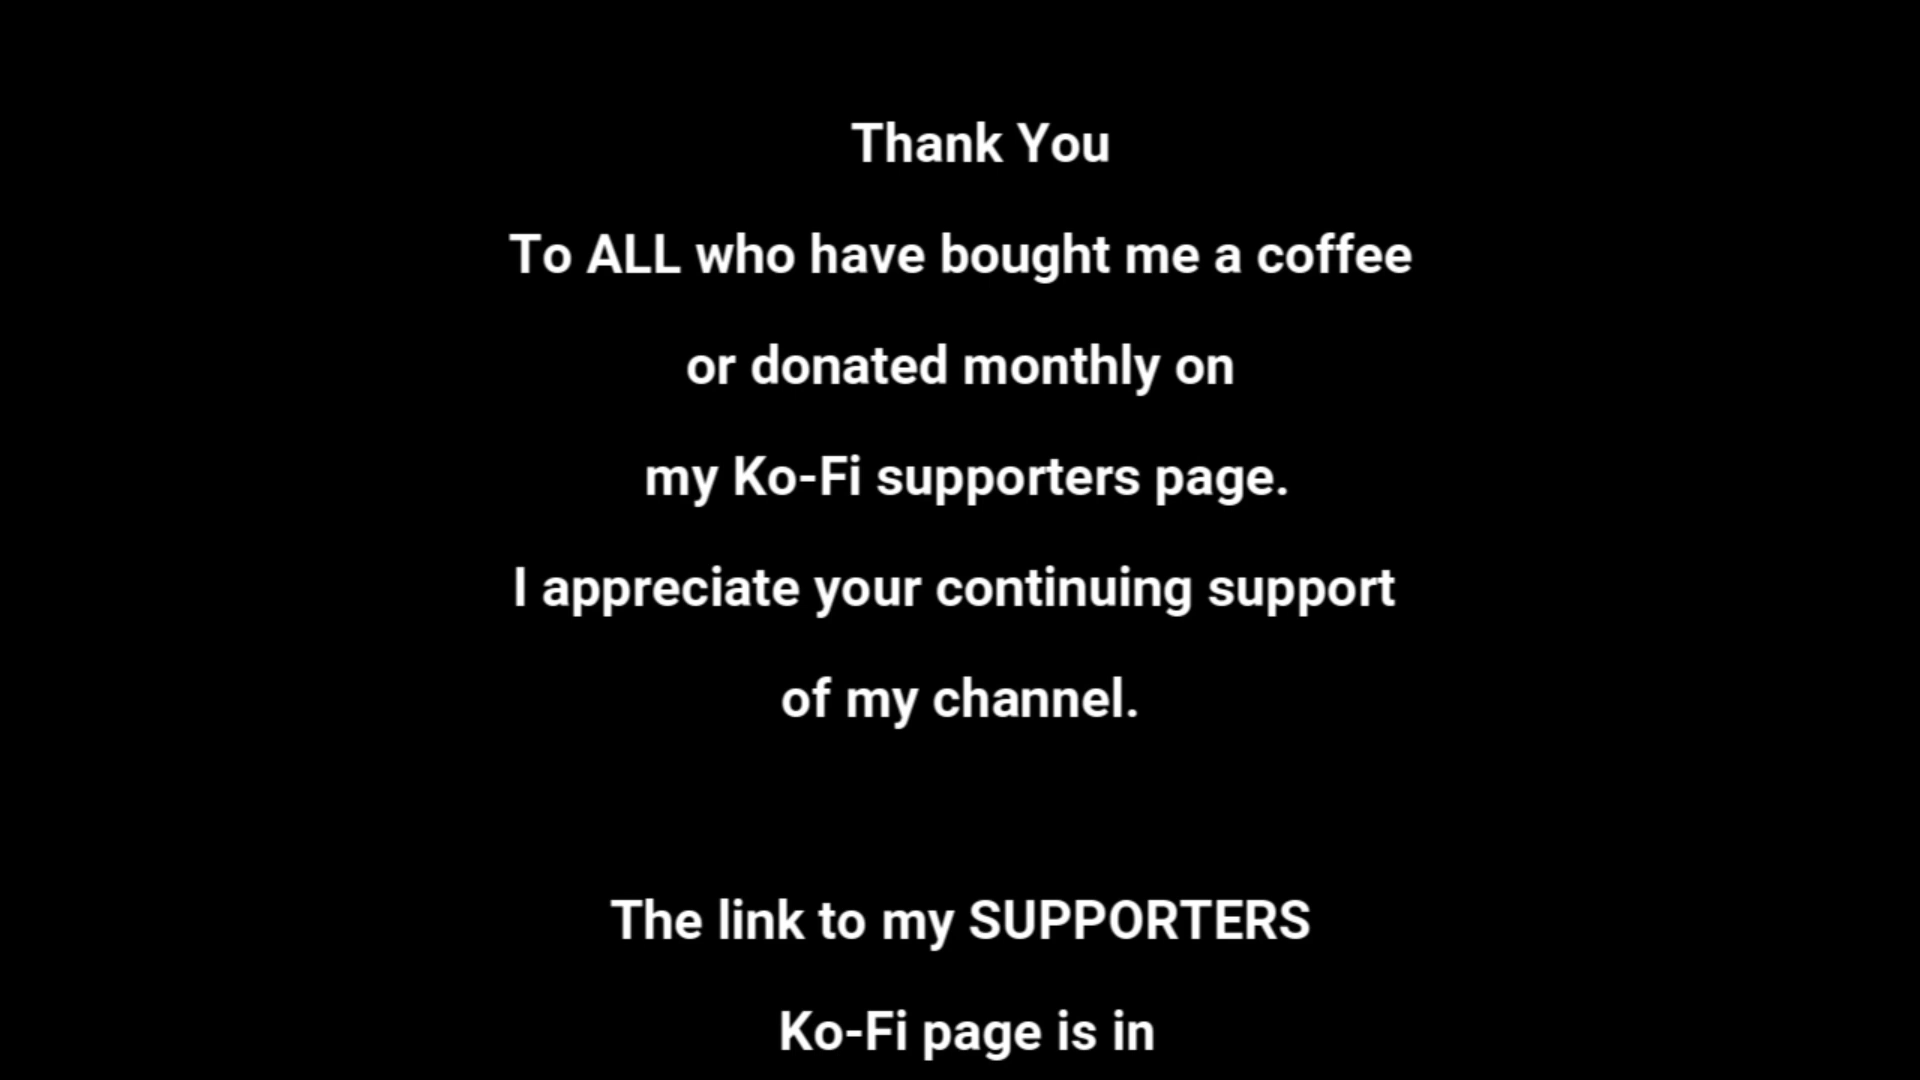 Thank You
To ALL who have bought me a coffee
or donated monthly on
my Ko-Fi supporters page.
I appreciate your continuing support
of my channel.
The link to my SUPPORTERS
Ko-Fi page is in